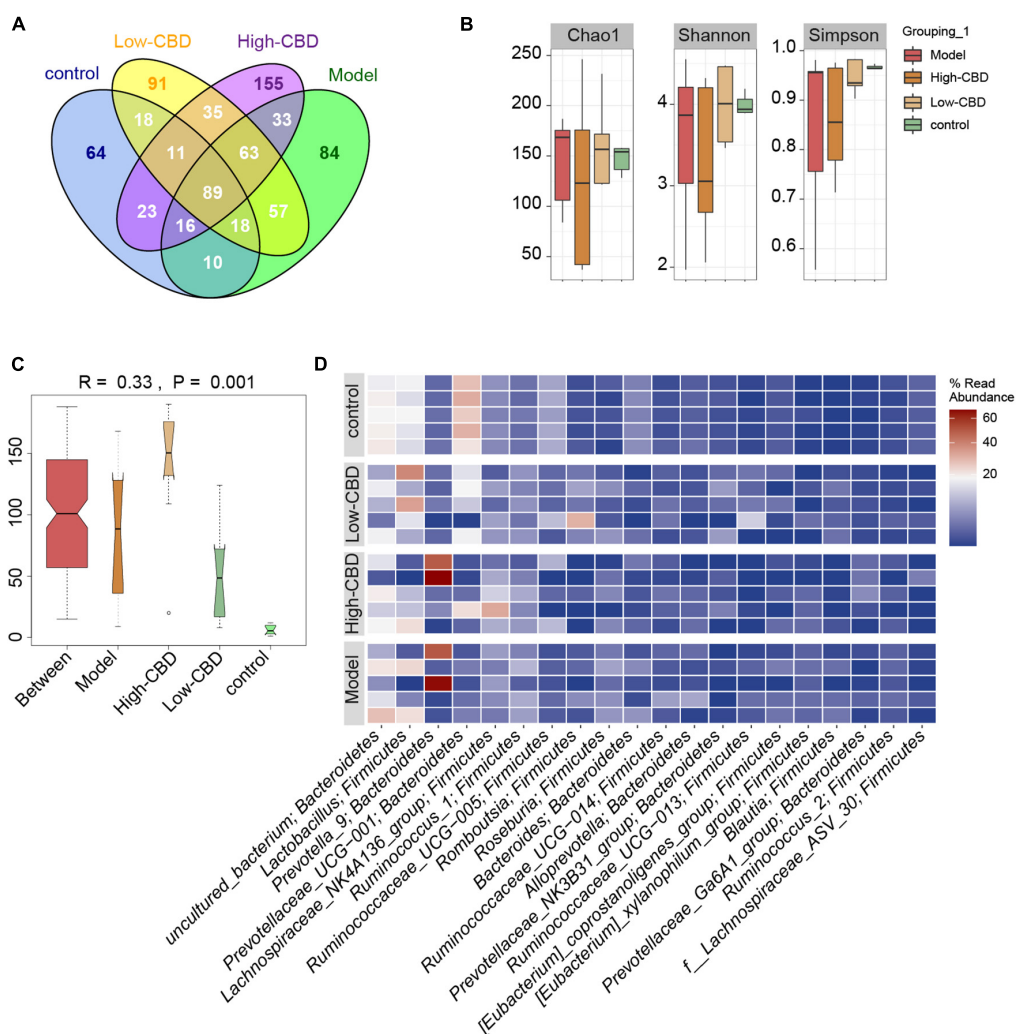 A
Low-CBD
High-CBD
control
Model
91
155
18
35
33
64
11
63
84
89
23
16
18
57
10
B
Chao1
Shannon
Simpson
250
200
150
100
50
4
3
2
1.0
0.9
0.8
0.7
0.6
Grouping_1
Model
High-CBD
Low-CBD
control
C
R = 0.33 , P = 0.001
150
100
50
0
Between
Model
High-CBD
Low-CBD
control
D
control
Low-CBD
High-CBD
Model
% Read
Abundance
60
40
20
uncultured_bacterium; Bacteroidetes
Lactobacillus; Firmicutes
Prevotella_9; Bacteroidetes
Prevotellaceae_UCG-001; Bacteroidetes
Lachnospiraceae_NK4A136_group; Firmicutes
Ruminococcus_1; Firmicutes
Ruminococcaceae_UCG-005; Firmicutes
Romboutsia; Firmicutes
Roseburia; Firmicutes
Bacteroides; Bacteroidetes
Ruminococcaceae_UCG-014; Firmicutes
Alloprevotella; Bacteroidetes
Prevotellaceae_NK3B31_group; Bacteroidetes
Ruminococcaceae_UCG-013; Firmicutes
[Eubacterium]_coprostanoligenes_group; Firmicutes
[Eubacterium]_xylanophilum_group; Firmicutes
Blautia; Firmicutes
Prevotellaceae_Ga6A1_group; Bacteroidetes
Ruminococcus_2; Firmicutes
f__Lachnospiraceae_ASV_30; Firmicutes